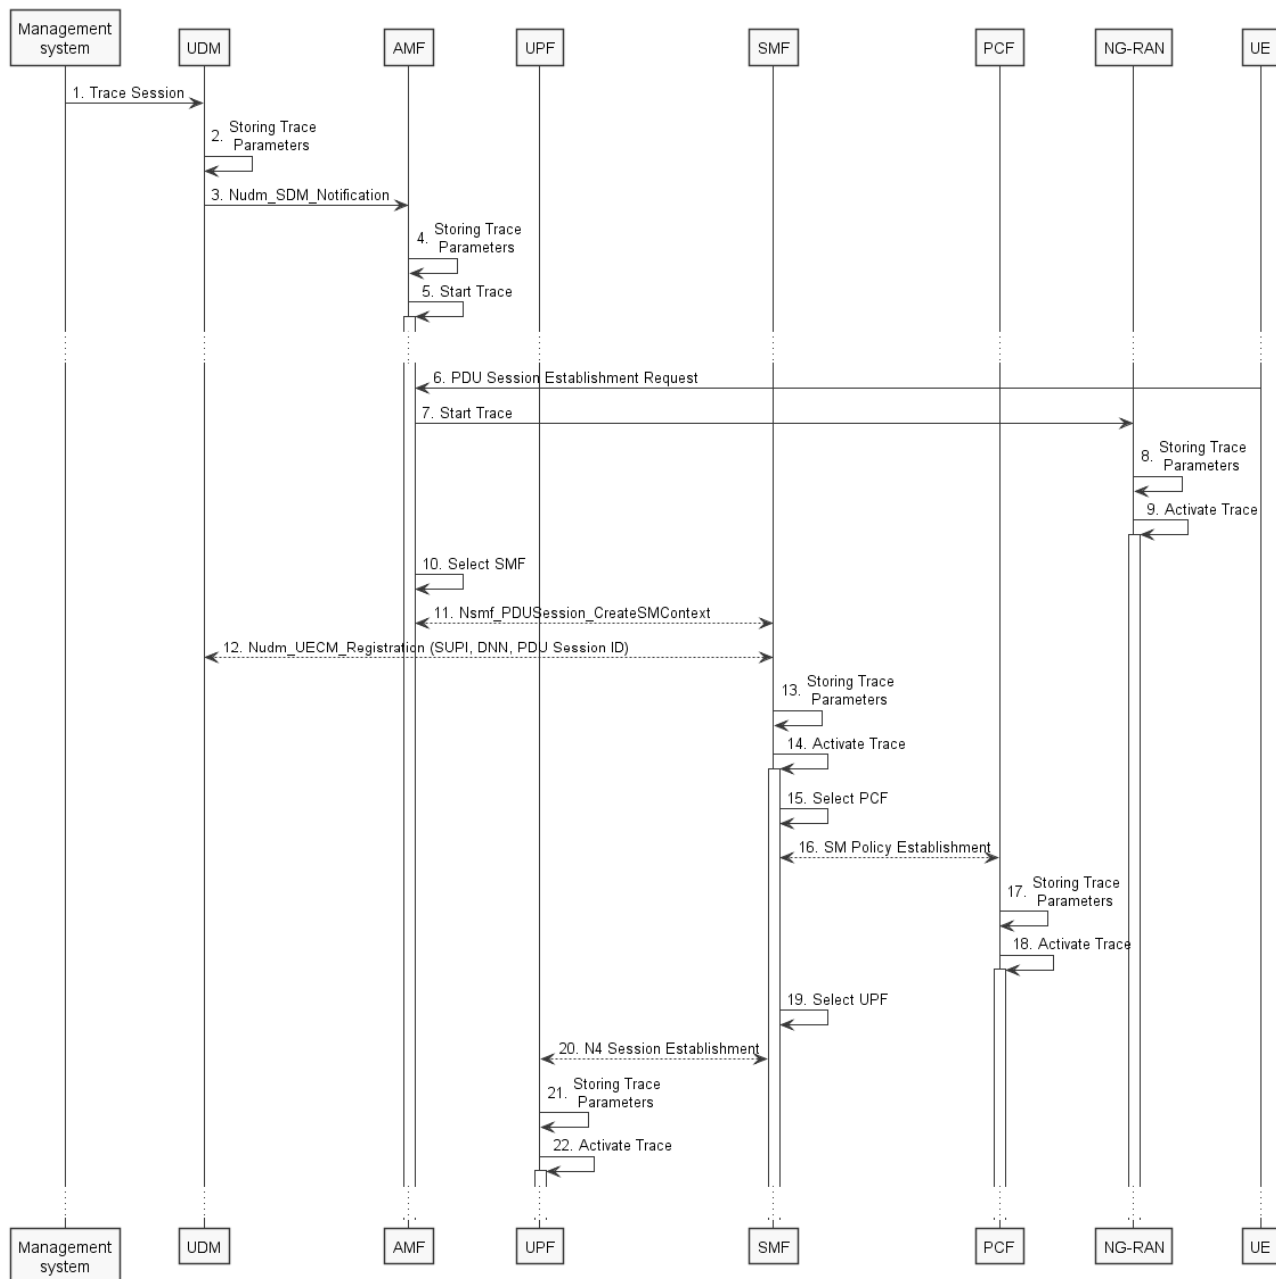 Management
system
UDM
AMF
UPF
SMF
PCF
NG-RAN
UE
1. Trace Session
2. Storing Trace
Parameters
3. Nudm_SDM_Notification
4. Storing Trace
Parameters
5. Start Trace
6. PDU Session Establishment Request
7. Start Trace
8. Storing Trace
Parameters
9. Activate Trace
10. Select SMF
11. Nsmf_PDUSession_CreateSMContext
12. Nudm_UECM_Registration (SUPI, DNN, PDU Session ID)
13. Storing Trace
Parameters
14. Activate Trace
15. Select PCF
16. SM Policy Establishment
17. Storing Trace
Parameters
18. Activate Trace
19. Select UPF
20. N4 Session Establishment
21. Storing Trace
Parameters
22. Activate Trace
Management
system
UDM
AMF
UPF
SMF
PCF
NG-RAN
UE